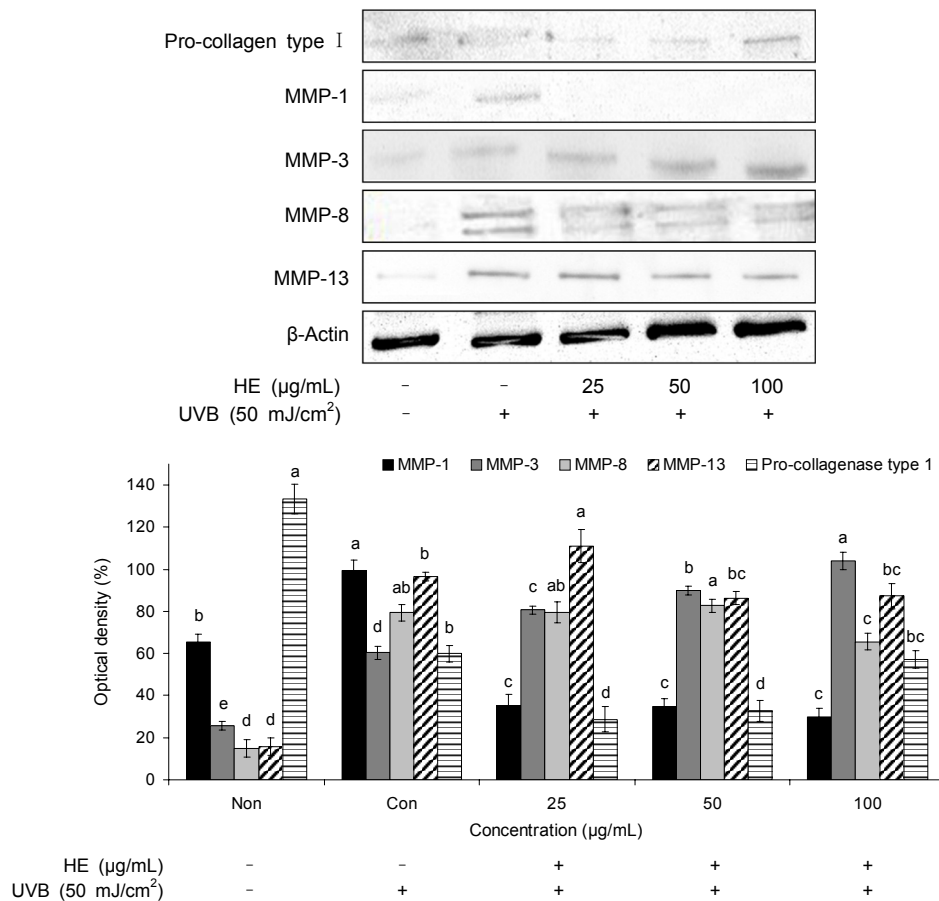 Pro-collagen type Ⅰ
MMP-1
MMP-3
MMP-8
MMP-13
β-Actin
HE (μg/mL) - - 25 50 100
UVB (50 mJ/cm²) - + + + +
MMP-1 MMP-3 MMP-8 MMP-13 Pro-collagenase type 1
Optical density (%)
140
120
100
80
60
40
20
0
b e d d a
a d ab b b
c c ab a d
c b a bc d
c a c bc bc
Non Con 25 50 100
Concentration (μg/mL)
HE (μg/mL) - - + + +
UVB (50 mJ/cm²) - + + + +